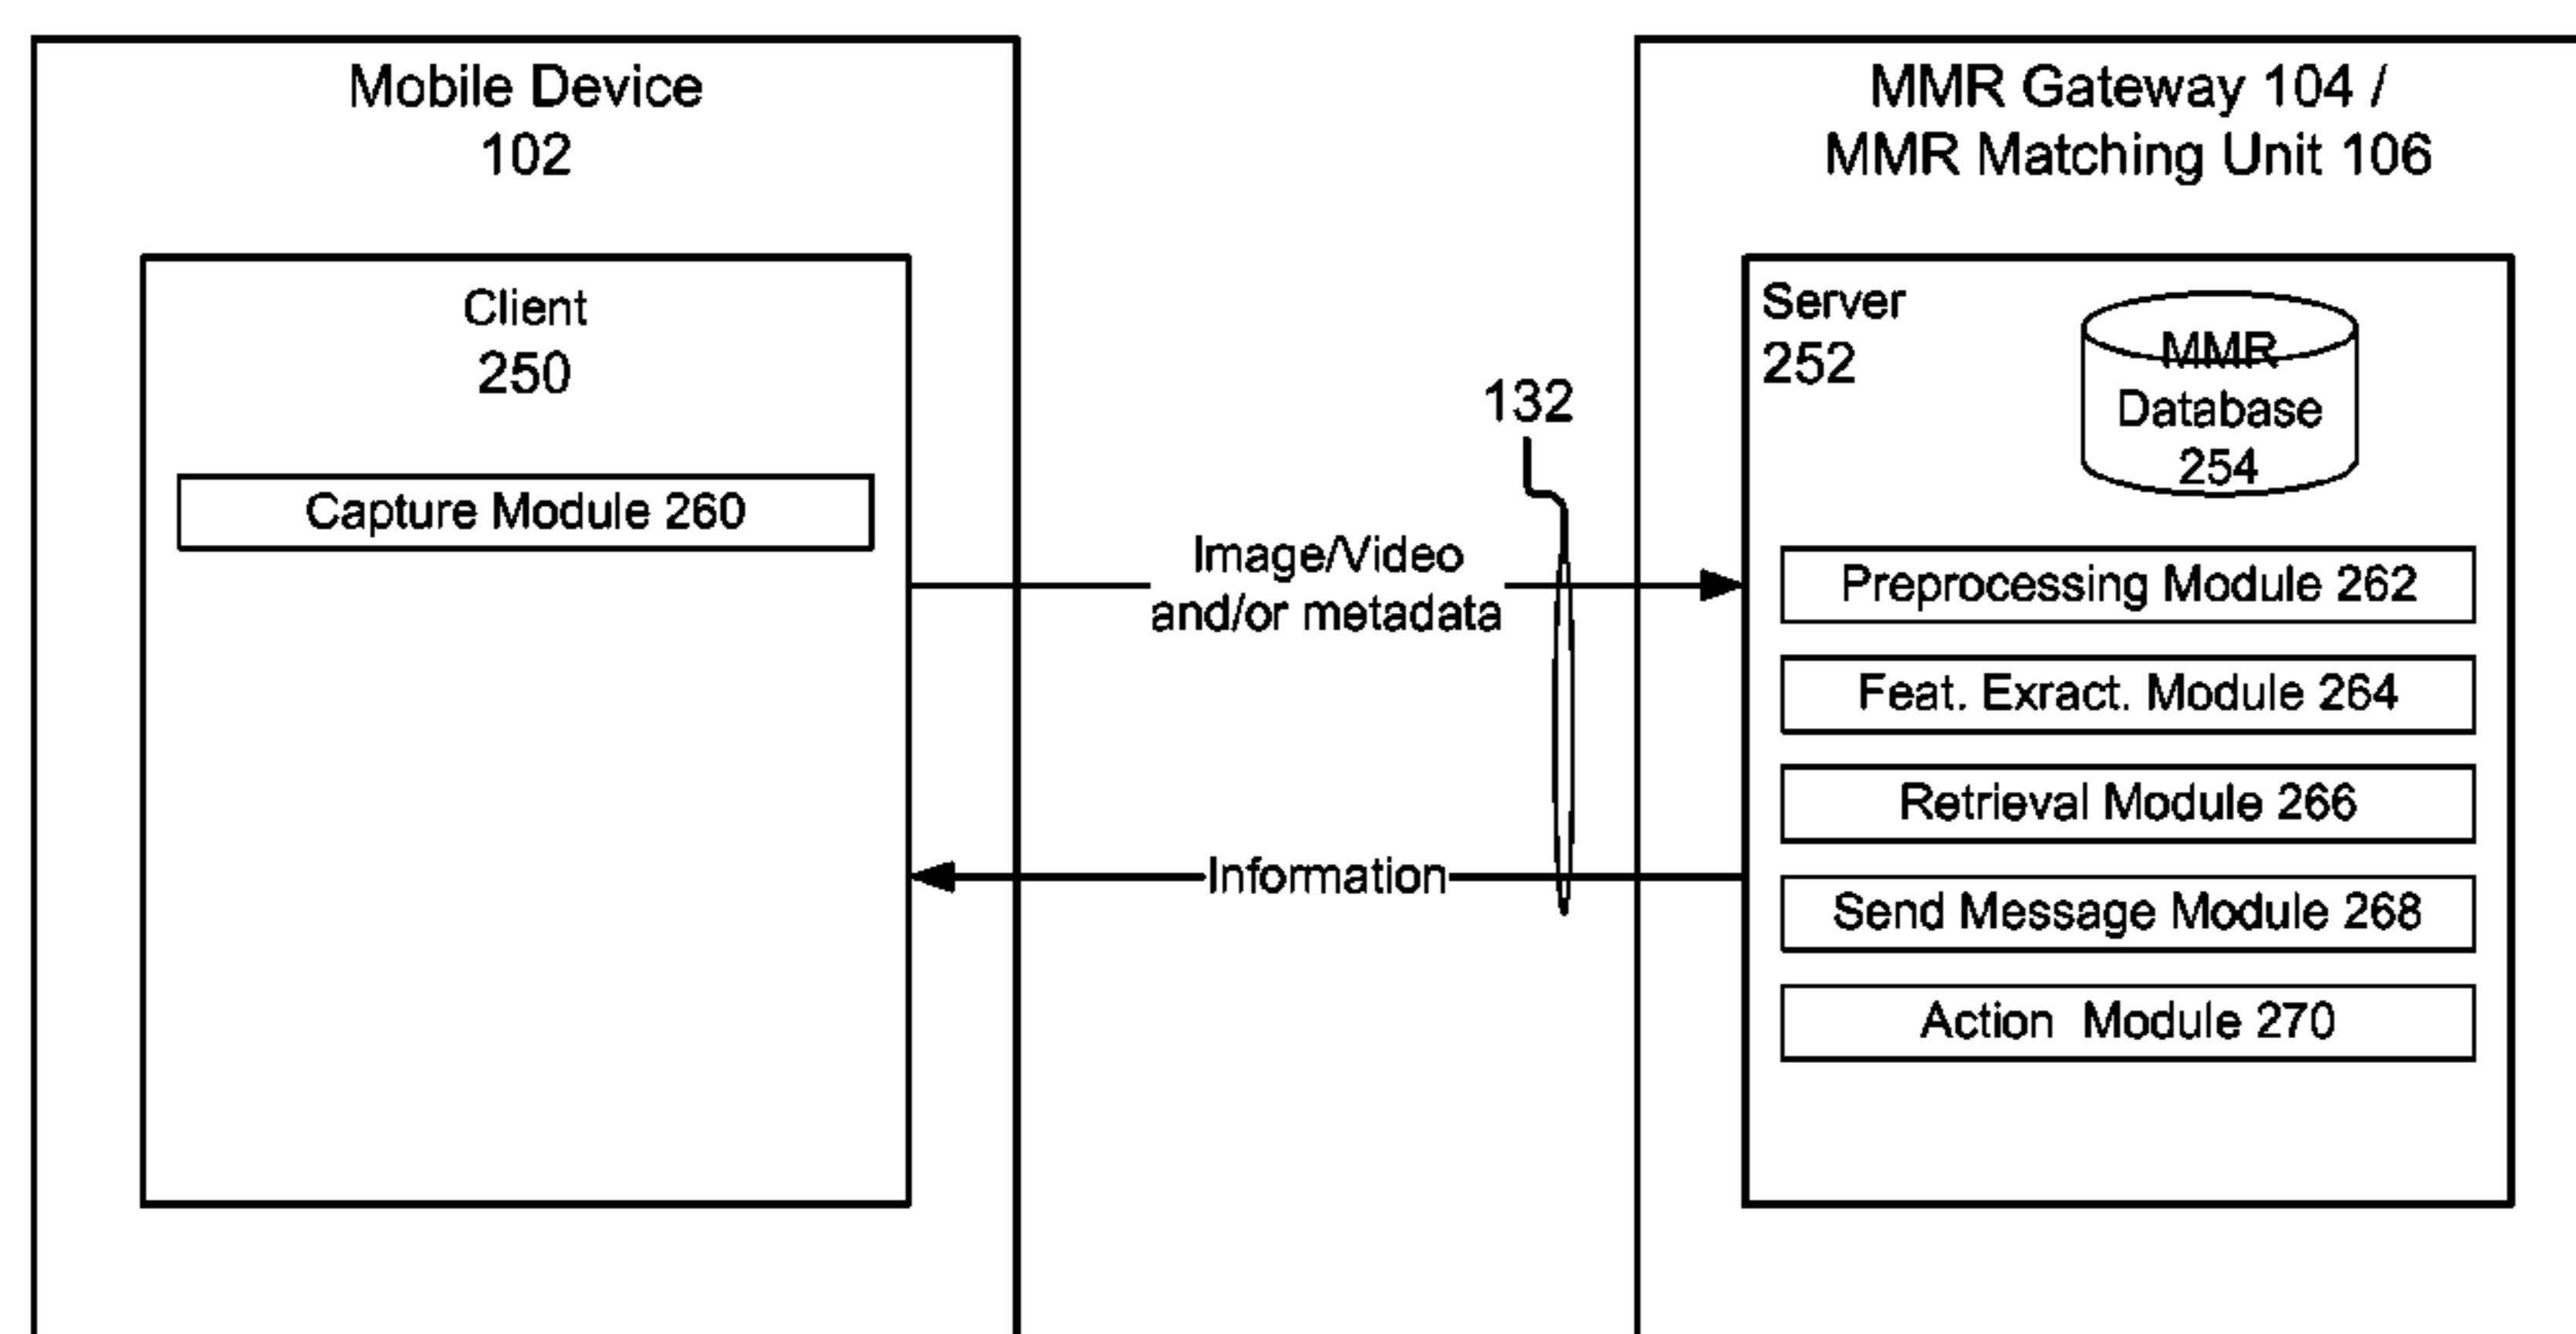 Mobile Device
102
Client
250
Capture Module 260
Image/Video
and/or metadata
Information
132
MMR Gateway 104 /
MMR Matching Unit 106
Server
252
MMR
Database
254
Preprocessing Module 262
Feat. Exract. Module 264
Retrieval Module 266
Send Message Module 268
Action Module 270